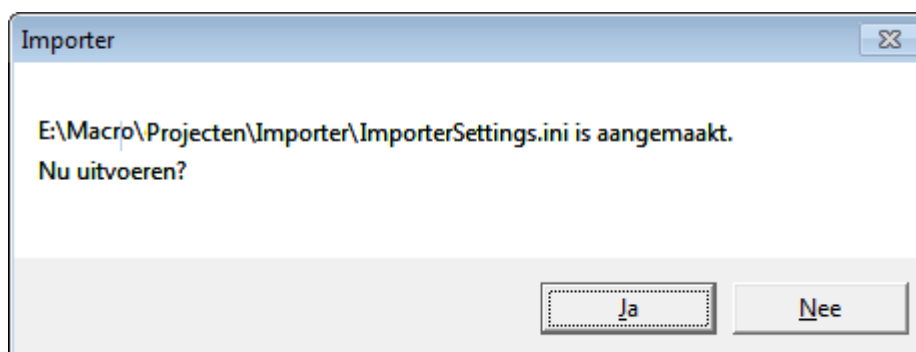 Importer
E:\Macro\Projecten\Importer\ImporterSettings.ini is aangemaakt.
Nu uitvoeren?
Ja
Nee